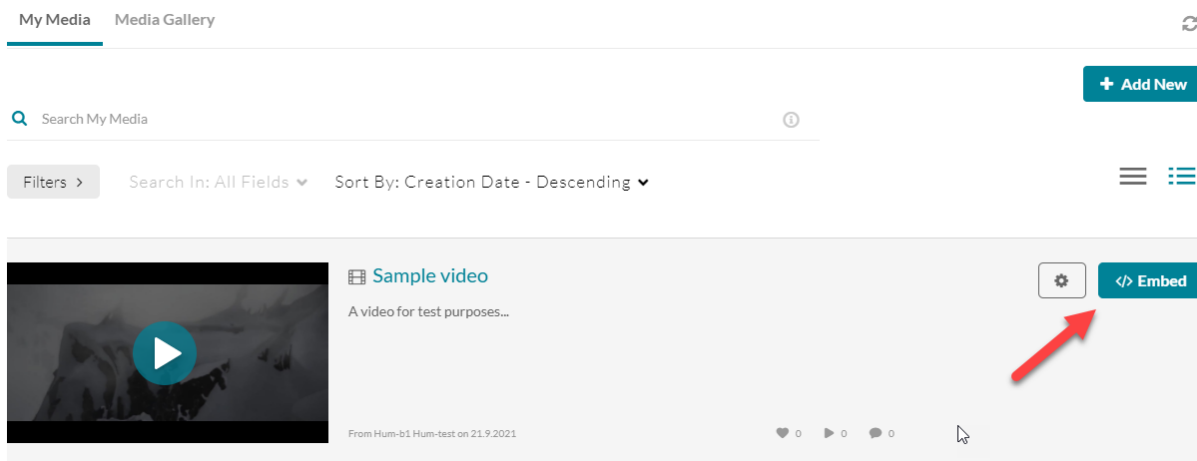 My Media Media Gallery
+ Add New
Search My Media
Filters > Search In: All Fields Sort By: Creation Date - Descending
Sample video
</> Embed
A video for test purposes...
From Hum-b1 Hum-test on 21.9.2021 0 0 0